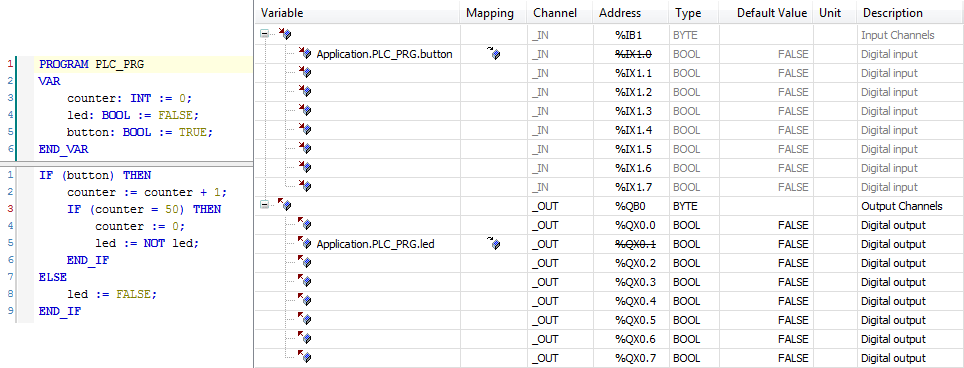 1 PROGRAM PLC_PRG
2 VAR
3 counter: INT := 0;
4 led: BOOL := FALSE;
5 button: BOOL := TRUE;
6 END_VAR
1 IF (button) THEN
2 counter := counter + 1;
3 IF (counter = 50) THEN
4 counter := 0;
5 led := NOT led;
6 END_IF
7 ELSE
8 led := FALSE;
9 END_IF
Variable Mapping Channel Address Type Default Value Unit Description
_IN %IB1 BYTE Input Channels
Application.PLC_PRG.button _IN %IX1.0 BOOL FALSE Digital input
_IN %IX1.1 BOOL FALSE Digital input
_IN %IX1.2 BOOL FALSE Digital input
_IN %IX1.3 BOOL FALSE Digital input
_IN %IX1.4 BOOL FALSE Digital input
_IN %IX1.5 BOOL FALSE Digital input
_IN %IX1.6 BOOL FALSE Digital input
_IN %IX1.7 BOOL FALSE Digital input
_OUT %QB0 BYTE Output Channels
_OUT %QX0.0 BOOL FALSE Digital output
Application.PLC_PRG.led _OUT %QX0.1 BOOL FALSE Digital output
_OUT %QX0.2 BOOL FALSE Digital output
_OUT %QX0.3 BOOL FALSE Digital output
_OUT %QX0.4 BOOL FALSE Digital output
_OUT %QX0.5 BOOL FALSE Digital output
_OUT %QX0.6 BOOL FALSE Digital output
_OUT %QX0.7 BOOL FALSE Digital output